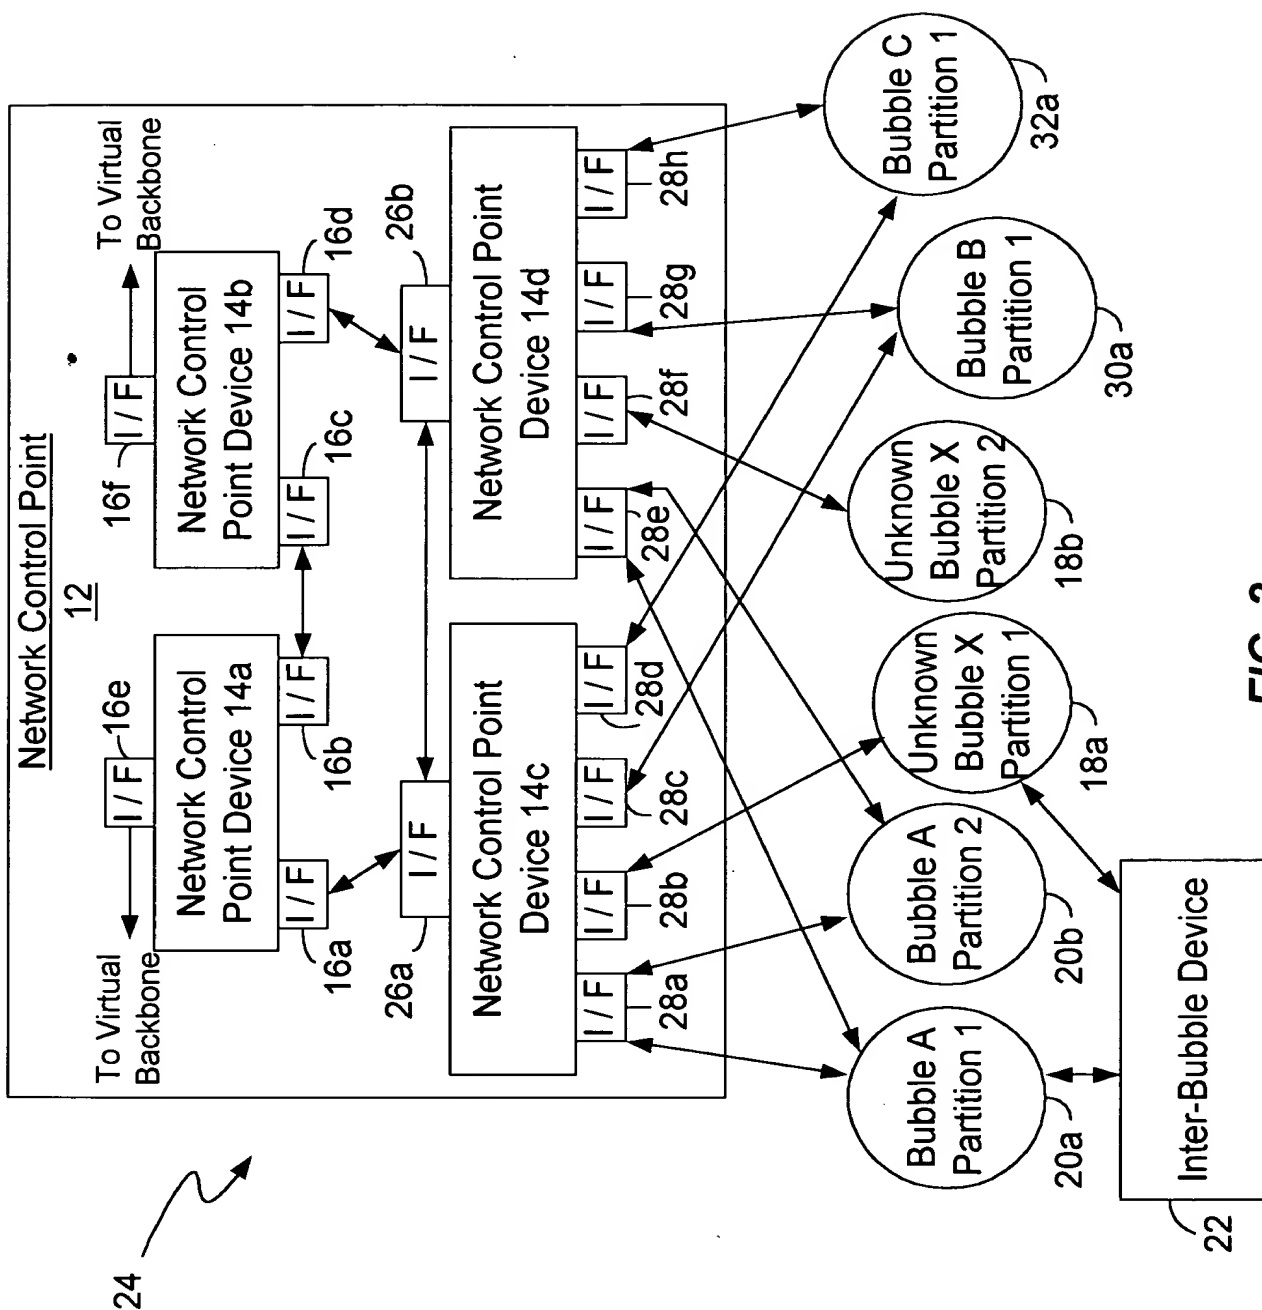 24
Network Control Point
12
To Virtual
Backbone
16e
I / F
Network Control
Point Device 14a
I / F
16a
I / F
16b
16f
I / F
To Virtual
Backbone
Network Control
Point Device 14b
I / F
16c
I / F
16d
26a
I / F
I / F
26b
Network Control Point
Device 14c
I / F
28a
I / F
28b
I / F
28c
I / F
28d
Network Control Point
Device 14d
I / F
28e
I / F
28f
I / F
28g
I / F
28h
Bubble A
Partition 1
20a
Bubble A
Partition 2
20b
Unknown
Bubble X
Partition 1
18a
Unknown
Bubble X
Partition 2
18b
Bubble B
Partition 1
30a
Bubble C
Partition 1
32a
22
Inter-Bubble Device
FIG.